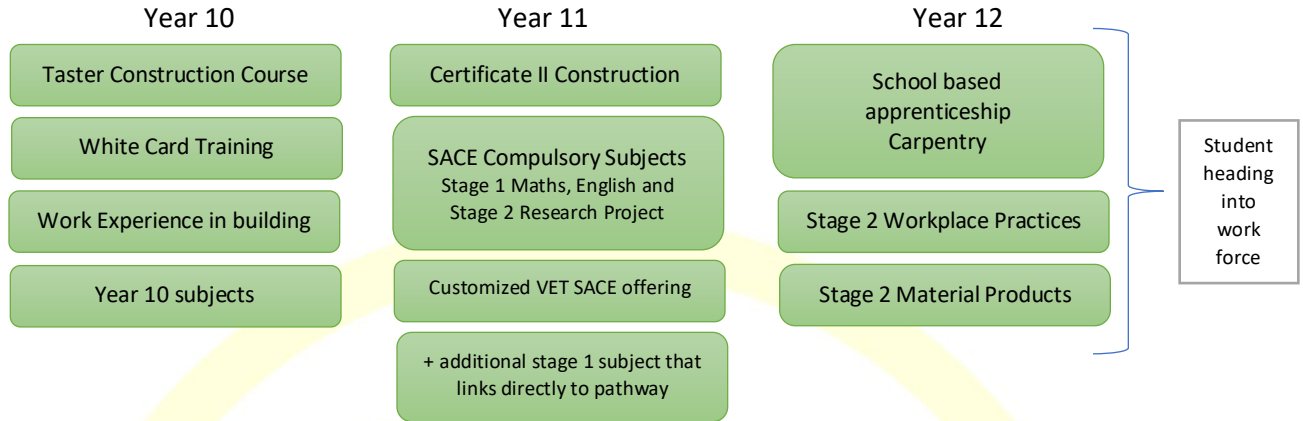 Year 10
Taster Construction Course
White Card Training
Work Experience in building
Year 10 subjects
Year 11
Certificate II Construction
SACE Compulsory Subjects
Stage 1 Maths, English and
Stage 2 Research Project
Customized VET SACE offering
+ additional stage 1 subject that
links directly to pathway
Year 12
School based
apprenticeship
Carpentry
Stage 2 Workplace Practices
Stage 2 Material Products
Student
heading
into
work
force